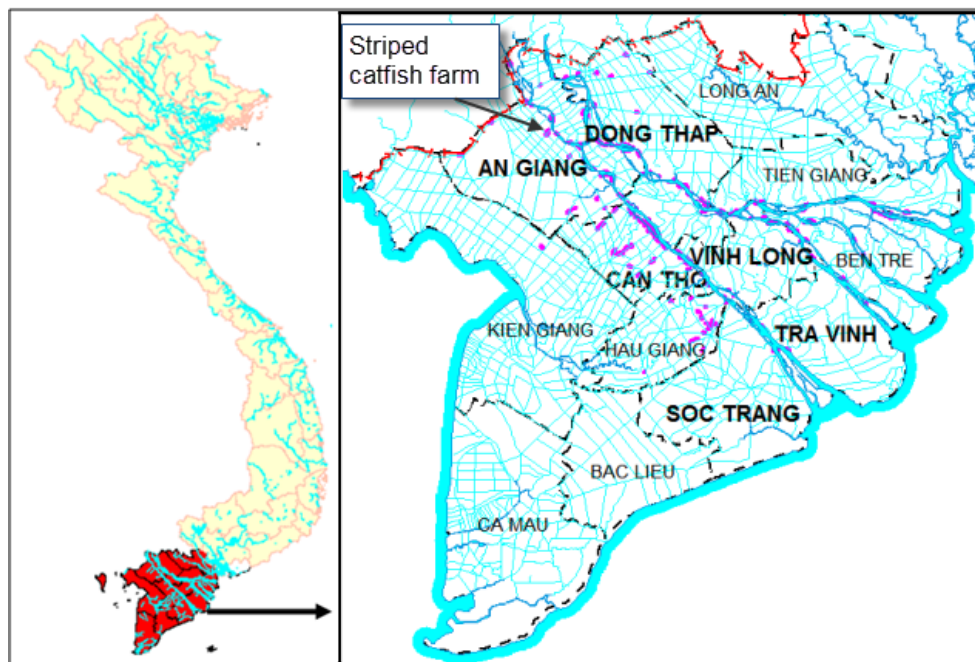 Striped
catfish farm
LONG AN
DONG THAP
AN GIANG
TIEN GIANG
VINH LONG
BEN TRE
CAN THO
KIEN GIANG
TRA VINH
HAU GIANG
SOC TRANG
BAC LIEU
CA MAU